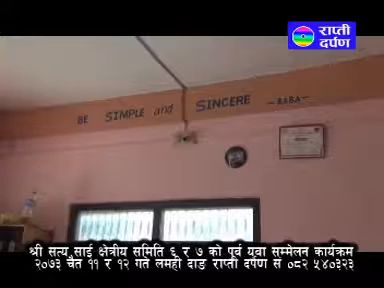 राप्ती
दर्पण
BE SIMPLE and SINCERE -BABA-
श्री सत्य साई क्षेत्रीय समिति ६ र ७ को पूर्व युवा सम्मेलन कार्यक्रम
२०७३ चैत ११ र १२ गते लमही दाङ राप्ती दर्पण सं ०८२ ५४०३२३